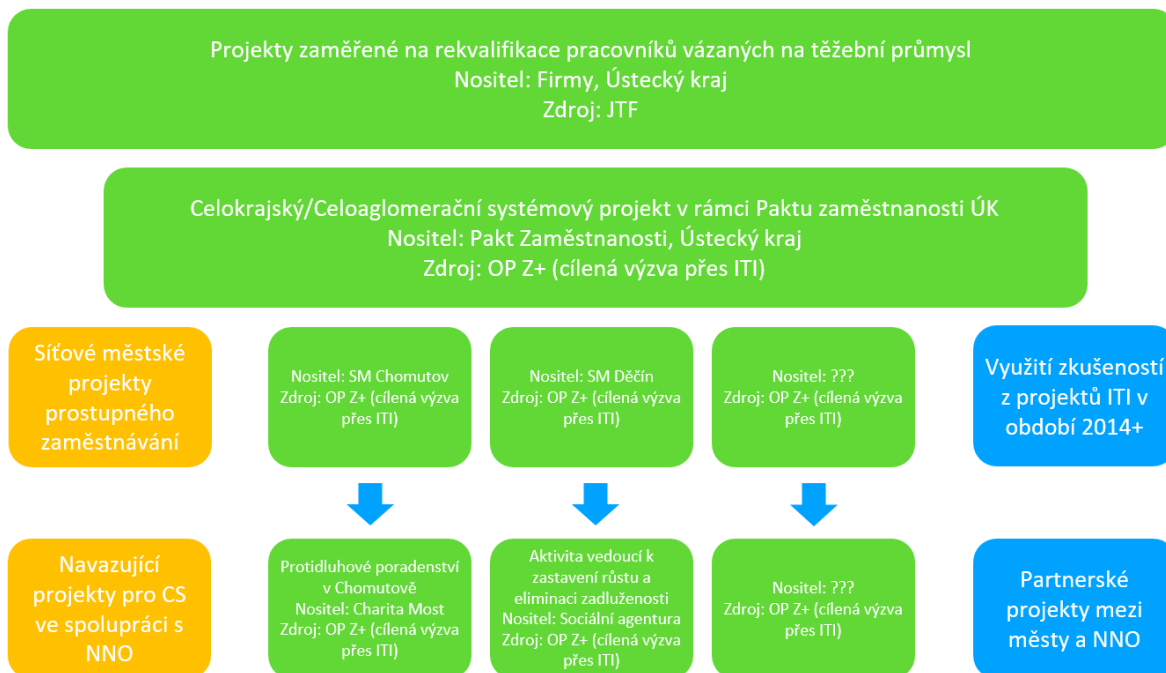 Projekty zaměřené na rekvalifikace pracovníků vázaných na těžební průmysl
Nositel: Firmy, Ústecký kraj
Zdroj: JTF
Celokrajský/Celoaglomerační systémový projekt v rámci Paktu zaměstnanosti ÚK
Nositel: Pakt Zaměstnanosti, Ústecký kraj
Zdroj: OP Z+ (cílená výzva přes ITI)
Síťové městské
projekty
prostupného
zaměstnávání
Nositel: SM Chomutov
Zdroj: OP Z+ (cílená výzva
přes ITI)
Nositel: SM Děčín
Zdroj: OP Z+ (cílená výzva
přes ITI)
Nositel: ???
Zdroj: OP Z+ (cílená výzva
přes ITI)
Využití zkušeností
z projektů ITI v
období 2014+
Navazující
projekty pro CS
ve spolupráci s
NNO
Protidluhové poradenství
v Chomutově
Nositel: Charita Most
Zdroj: OP Z+ (cílená výzva
přes ITI)
Aktivita vedoucí k
zastavení růstu a
eliminaci zadluženosti
Nositel: Sociální agentura
Zdroj: OP Z+ (cílená výzva
přes ITI)
Nositel: ???
Zdroj: OP Z+ (cílená výzva
přes ITI)
Partnerské
projekty mezi
městy a NNO